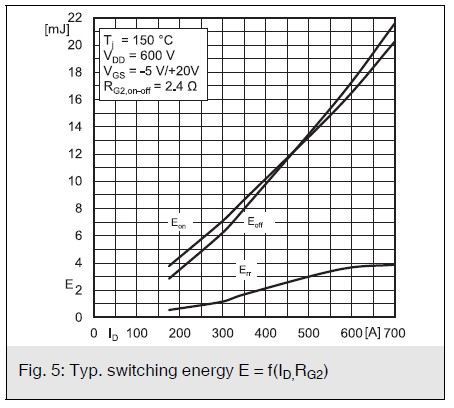 22
[mJ]
20
18
16
14
12
10
8
6
4
E 2
0
Tj = 150 °C
VDD = 600 V
VGS = -5 V/+20V
RG2,on-off = 2.4 Ω
Eon
Eoff
Err
0 ID 100 200 300 400 500 600 [A] 700
Fig. 5: Typ. switching energy E = f(ID,RG2)